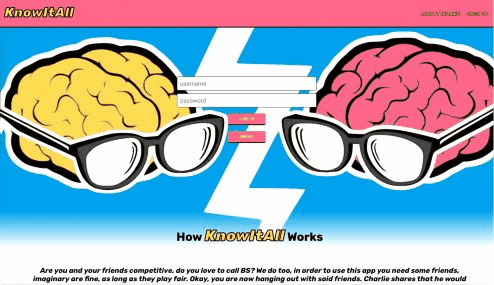 KnowItAll
username
password
How KnowItAll Works
Are you and your friends competitive, do you love to call BS? We do too, in order to use this app you need some friends,
imaginary are fine, as long as they play fair. Okay, you are now hanging out with said friends. Charlie shares that he would